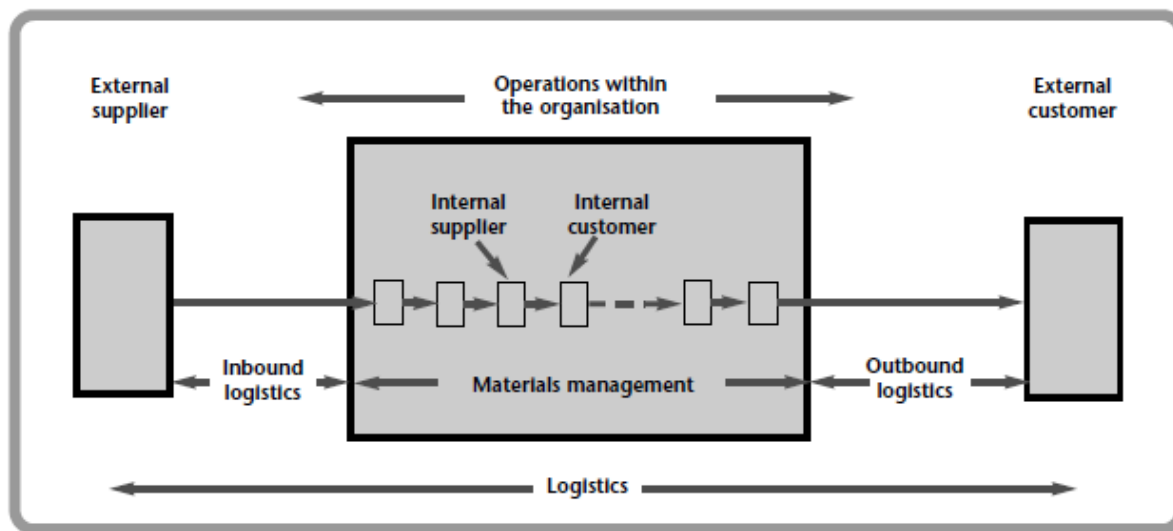 External
supplier
Operations within
the organisation
External
customer
Internal
supplier
Internal
customer
Inbound
logistics
Materials management
Outbound
logistics
Logistics